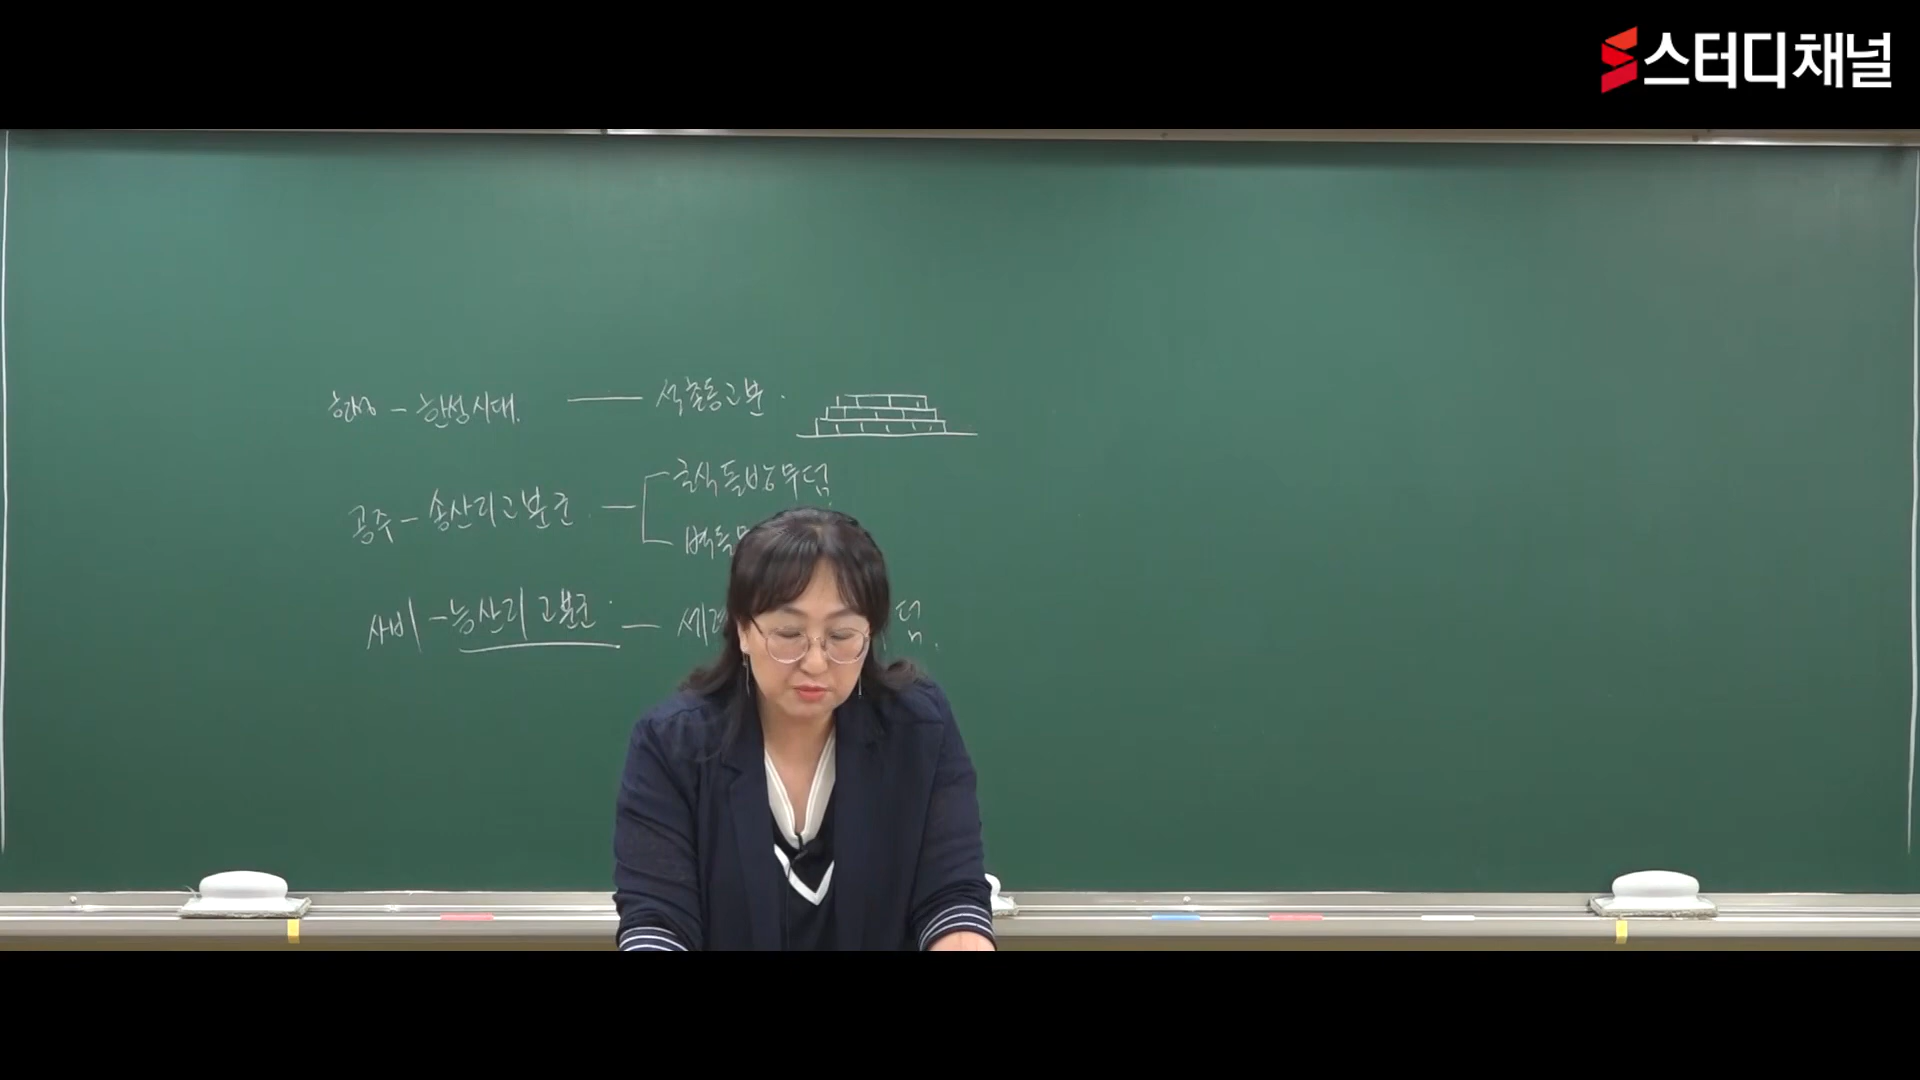 스터디채널
한성 - 한성시대. — 석촌동고분.
굴식돌방무덤.
공주 - 송산리고분군. —
벽돌무
사비 - 능산리 고분군. — 세련 덤.